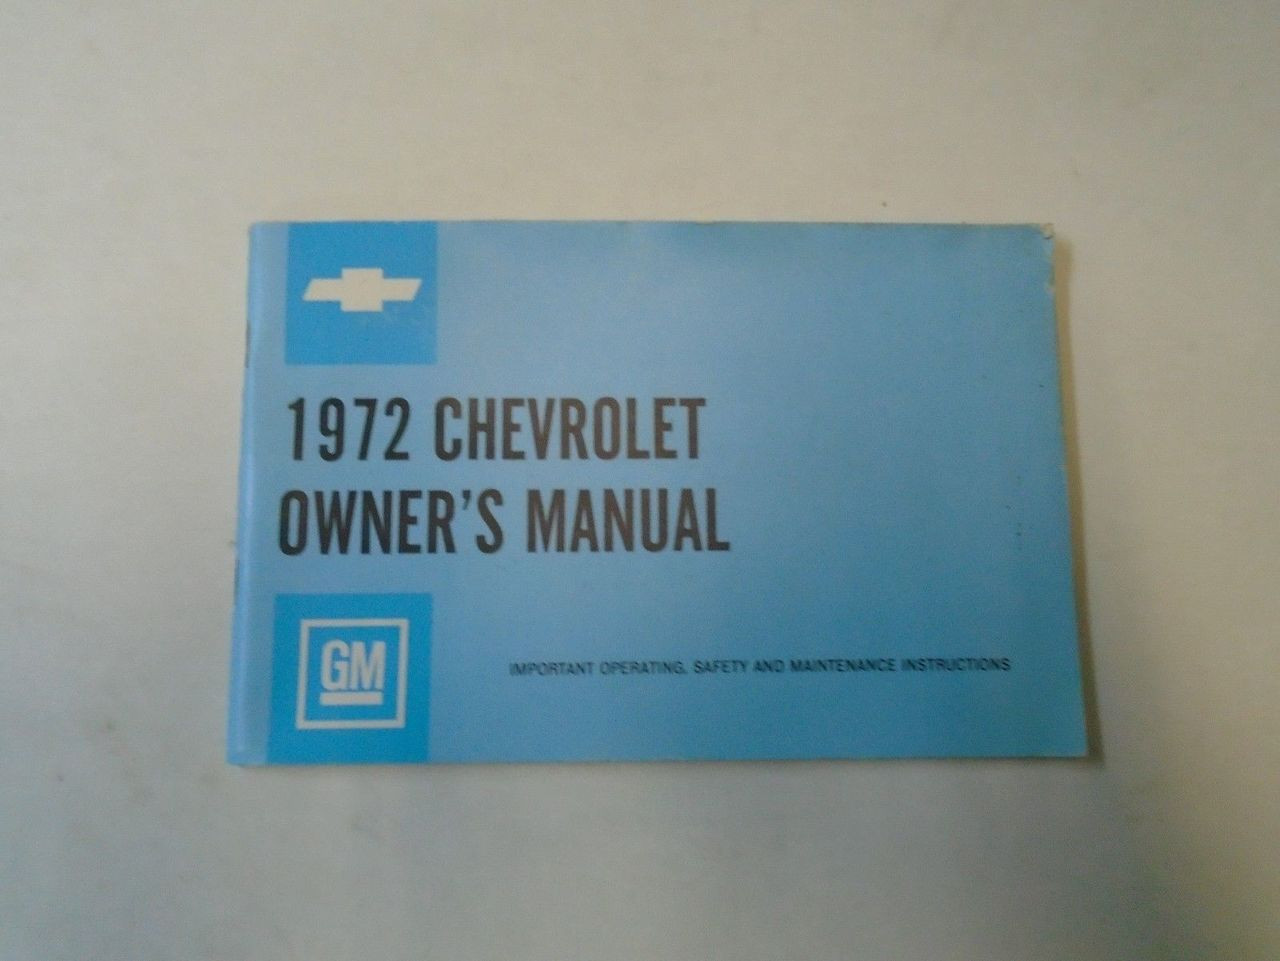 1972 CHEVROLET
OWNER'S MANUAL
GM
IMPORTANT OPERATING, SAFETY AND MAINTENANCE INSTRUCTIONS